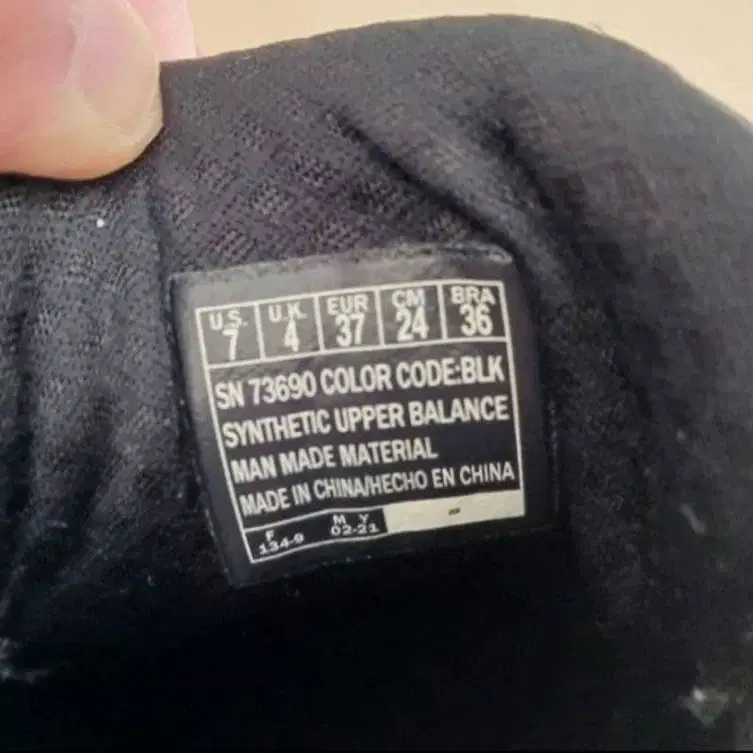 U.S. U.K. EUR CM BRA
7 4 37 24 36
SN 73690 COLOR CODE:BLK
SYNTHETIC UPPER BALANCE
MAN MADE MATERIAL
MADE IN CHINA/HECHO EN CHINA
F M Y
134-9 02-21